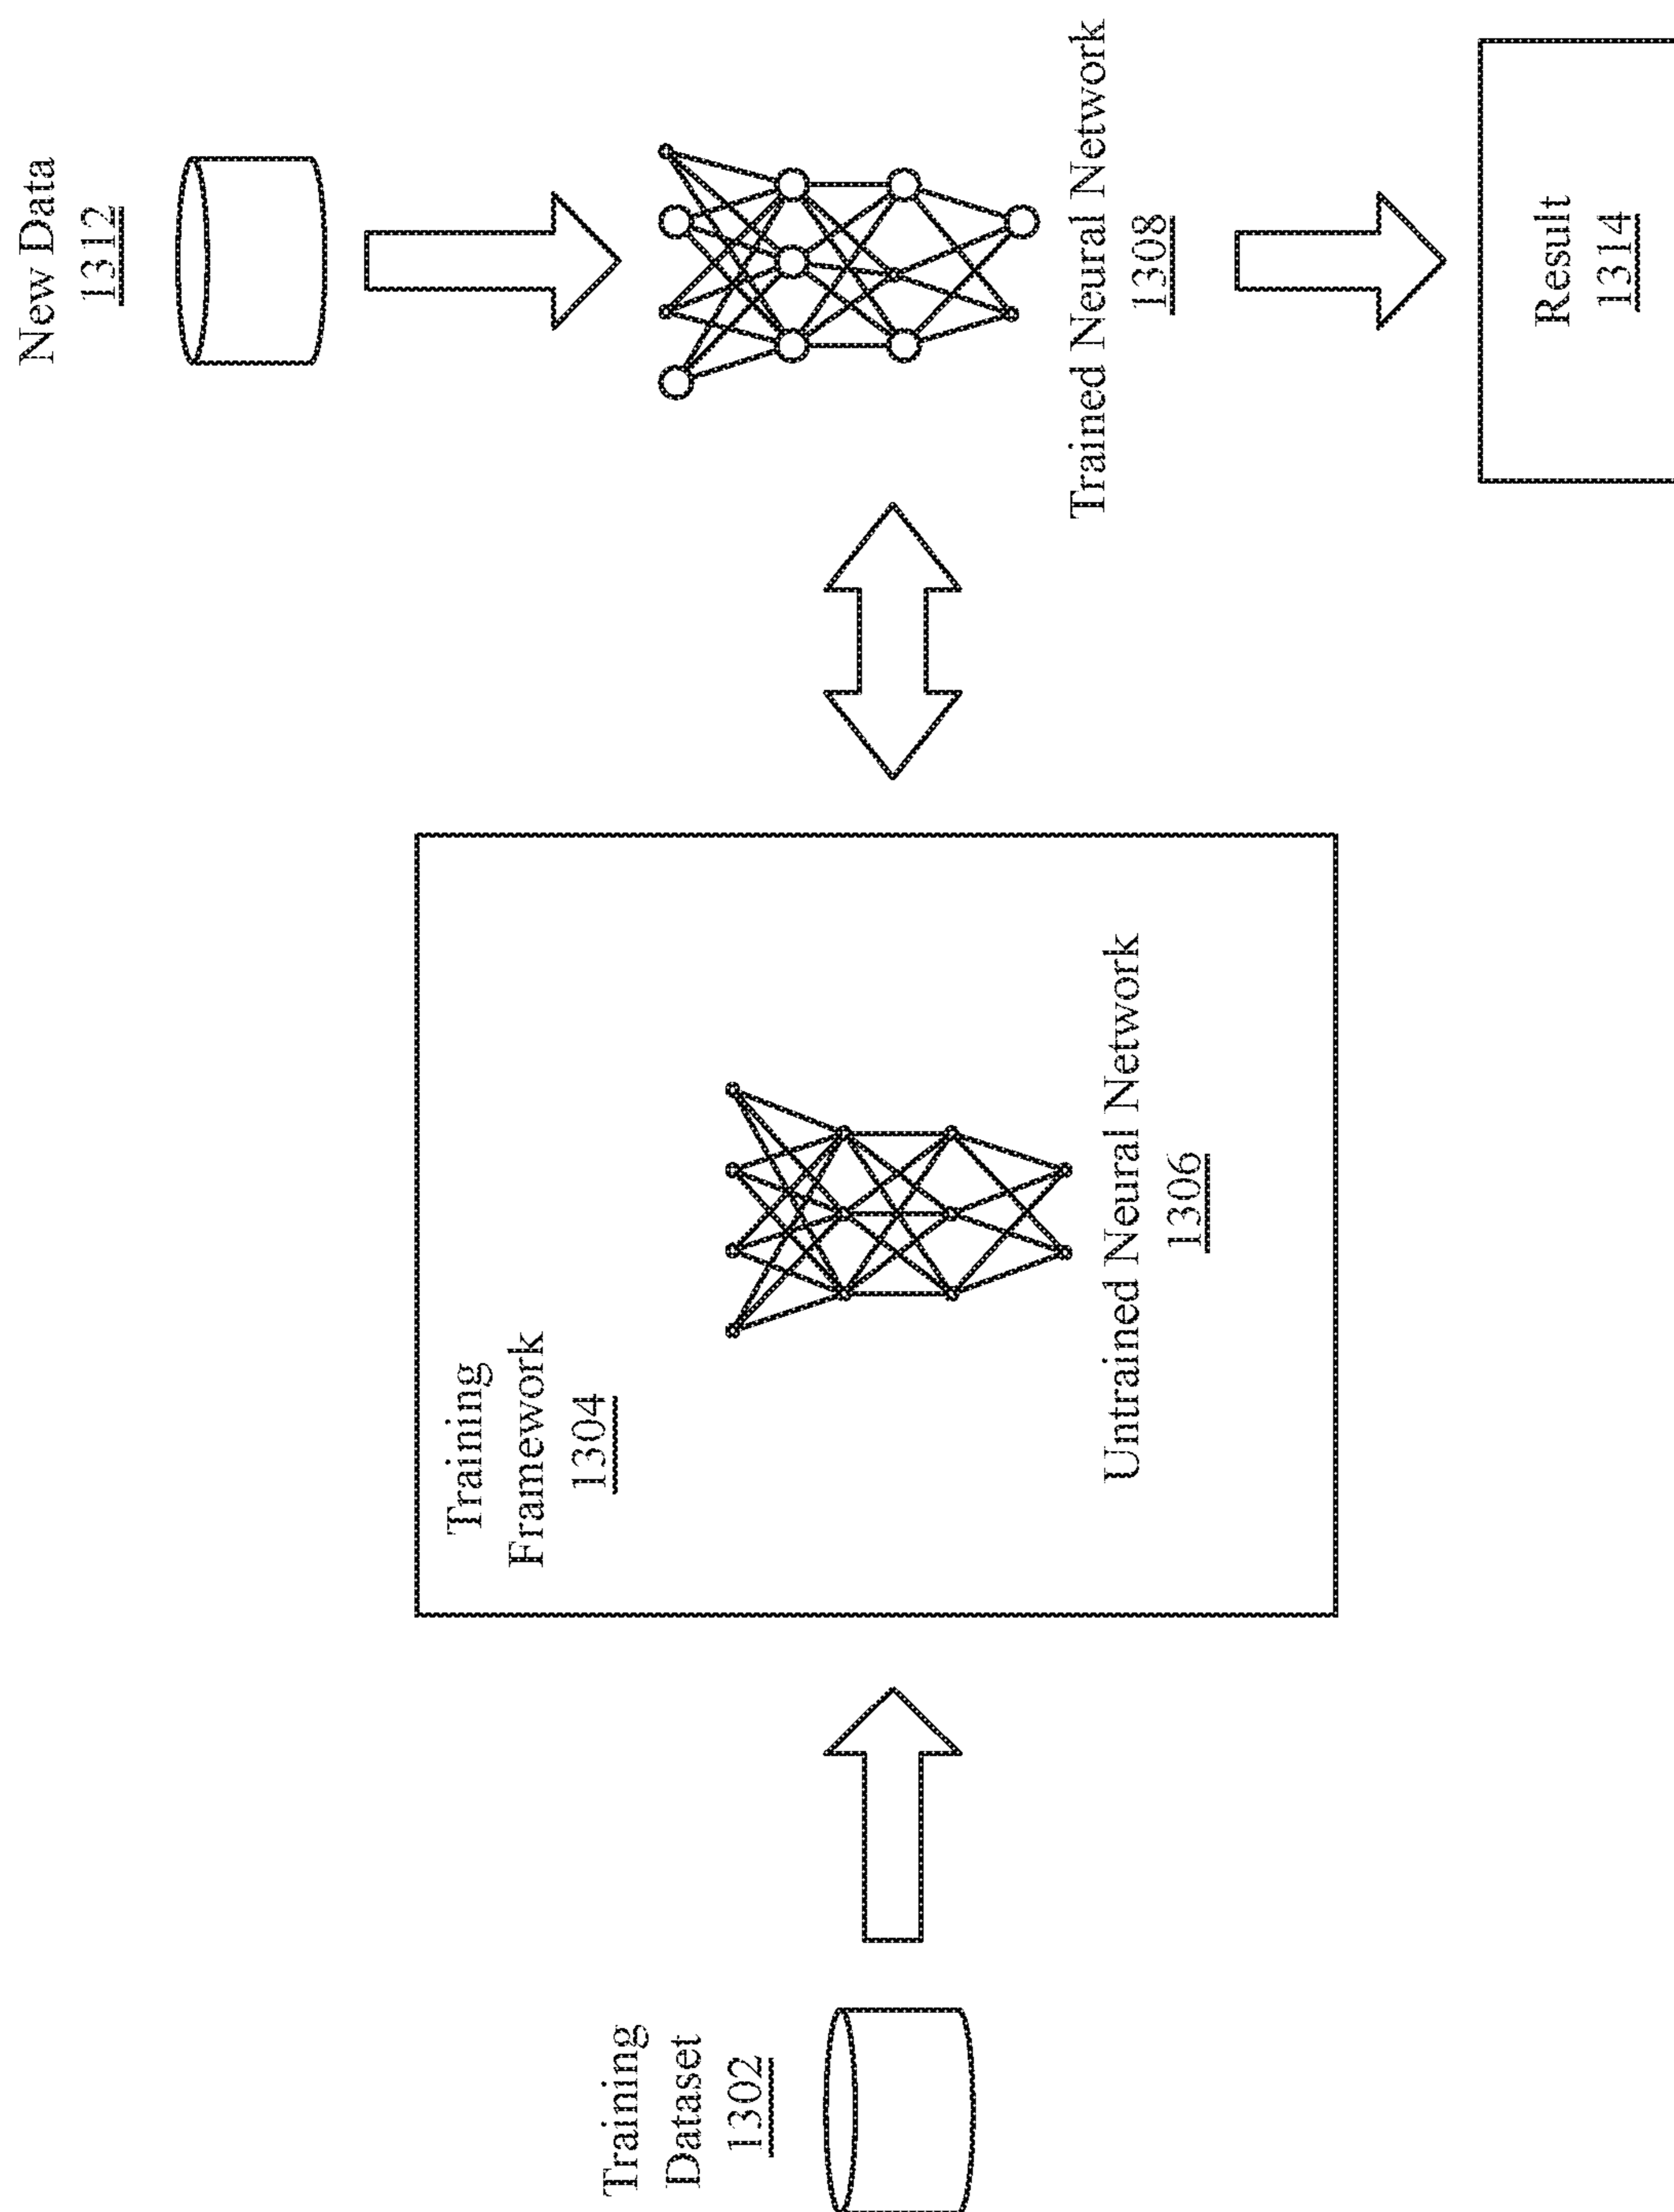 Training
Dataset
1302
Training
Framework
1304
Untrained Neural Network
1306
New Data
1312
Trained Neural Network
1308
Result
1314